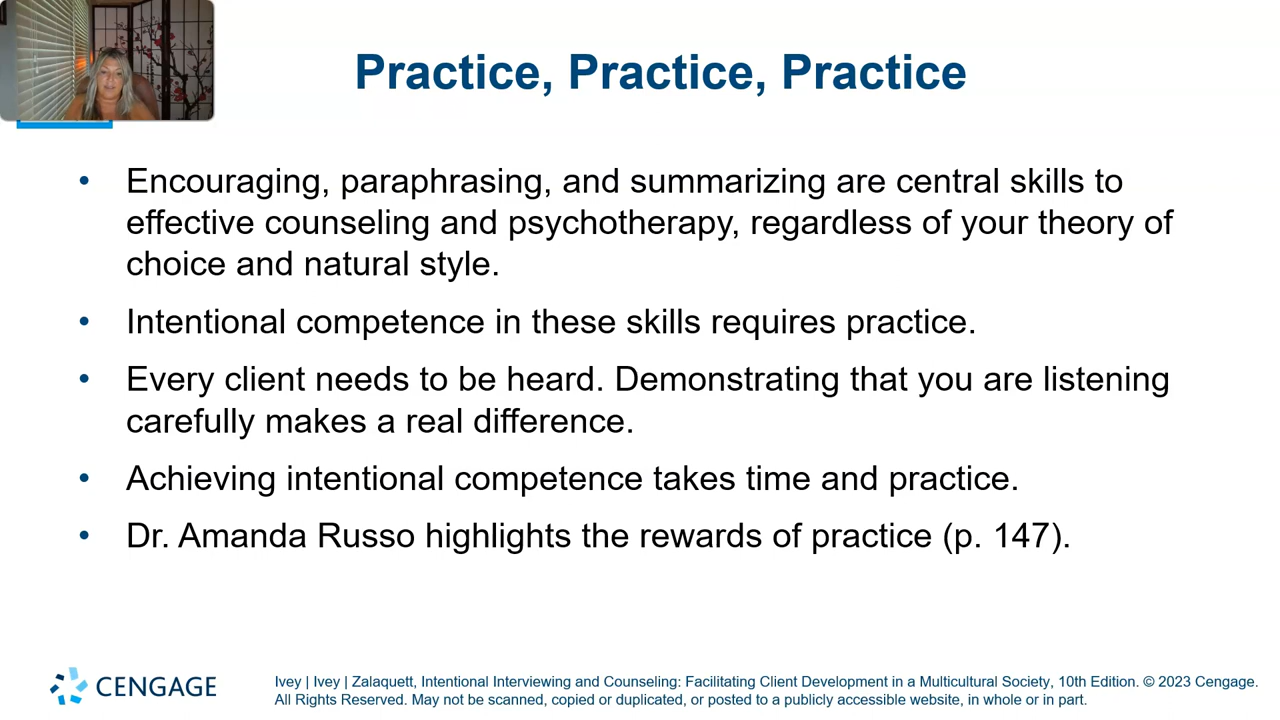 Practice, Practice, Practice
• Encouraging, paraphrasing, and summarizing are central skills to
effective counseling and psychotherapy, regardless of your theory of
choice and natural style.
• Intentional competence in these skills requires practice.
• Every client needs to be heard. Demonstrating that you are listening
carefully makes a real difference.
• Achieving intentional competence takes time and practice.
• Dr. Amanda Russo highlights the rewards of practice (p. 147).
CENGAGE
Ivey | Ivey | Zalaquett, Intentional Interviewing and Counseling: Facilitating Client Development in a Multicultural Society, 10th Edition. © 2023 Cengage.
All Rights Reserved. May not be scanned, copied or duplicated, or posted to a publicly accessible website, in whole or in part.